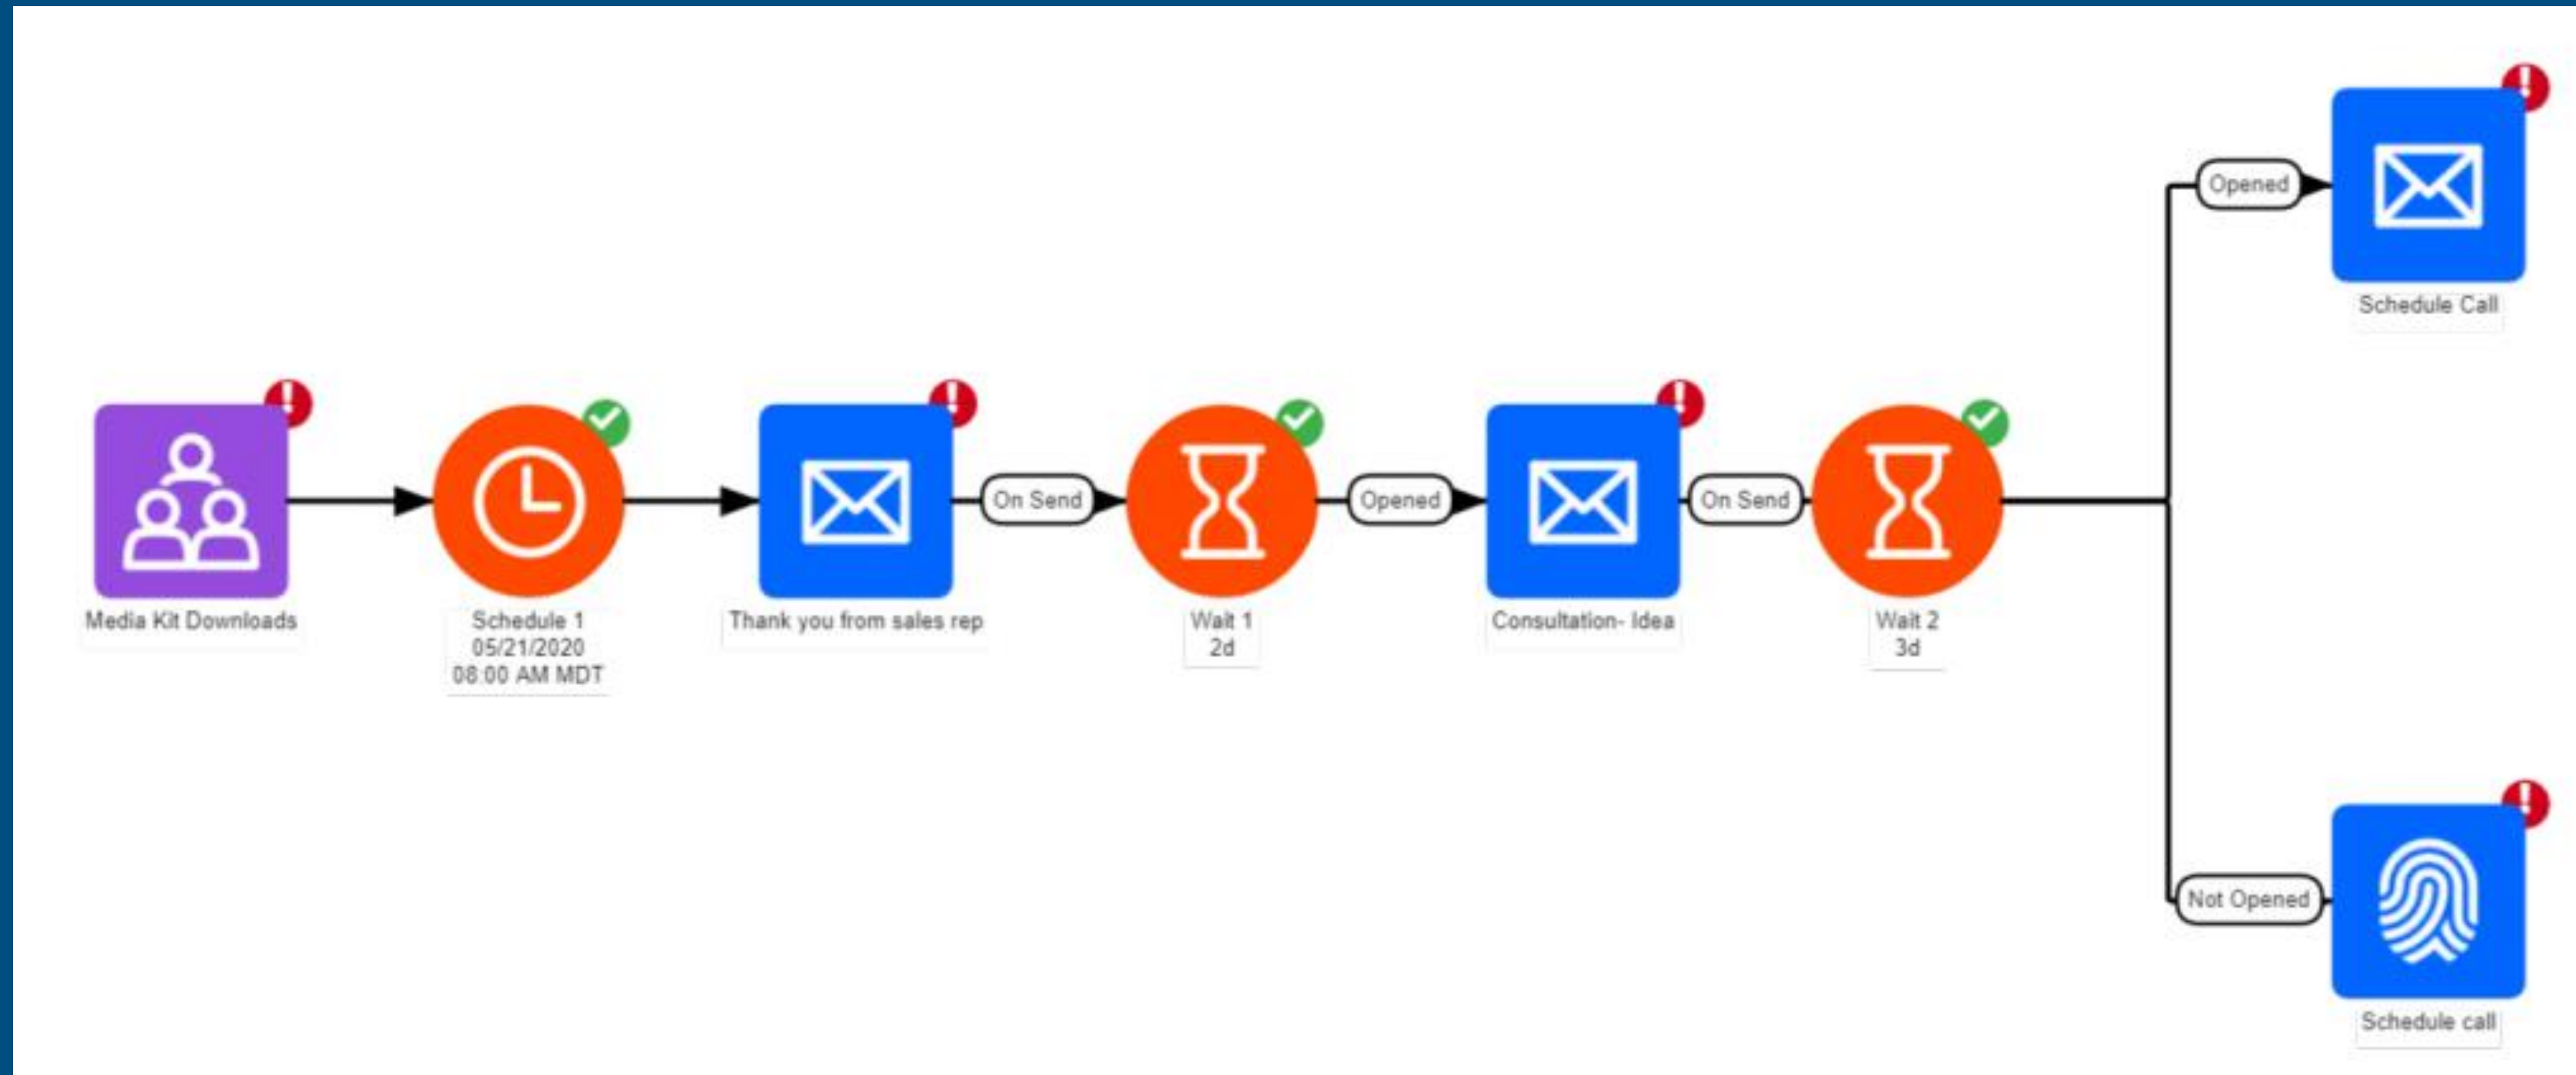 Opened
Schedule Call
Media Kit Downloads
Schedule 1
05/21/2020
08:00 AM MDT
Thank you from sales rep
On Send
Wait 1
2d
Opened
Consultation- Idea
On Send
Wait 2
3d
Not Opened
Schedule call